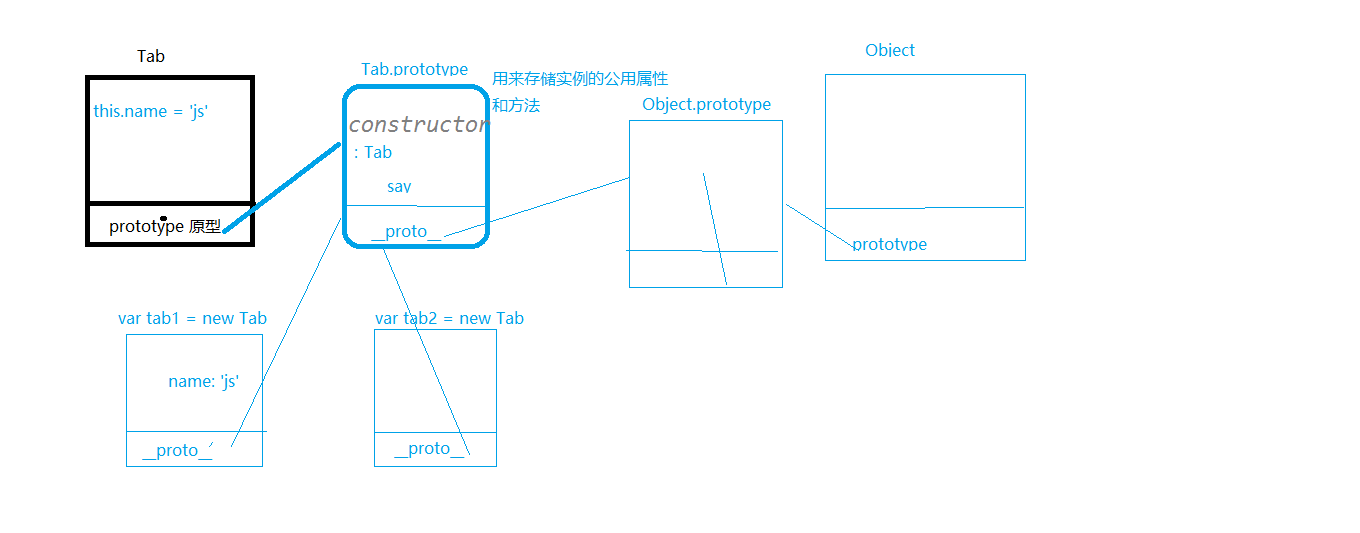 Tab
this.name = 'js'
prototype 原型
Tab.prototype
用来存储实例的公用属性
和方法
constructor
: Tab
sav
__proto__
Object.prototype
Object
prototype
var tab1 = new Tab
name: 'js'
__proto__
var tab2 = new Tab
__proto__